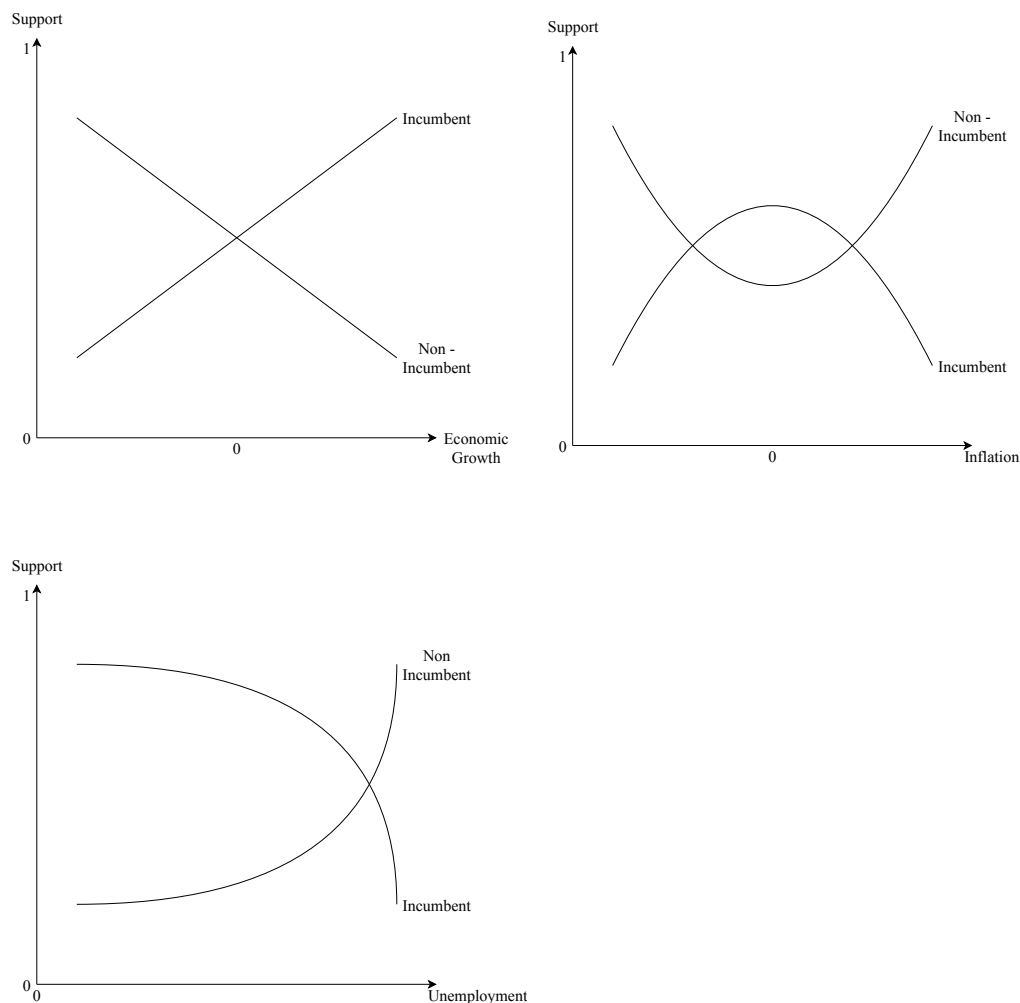 Support
1
Incumbent
Non -
Incumbent
0
0
Economic
Growth
Support
1
Non -
Incumbent
Incumbent
0
0
Inflation
Support
1
Non
Incumbent
Incumbent
0
0
Unemployment